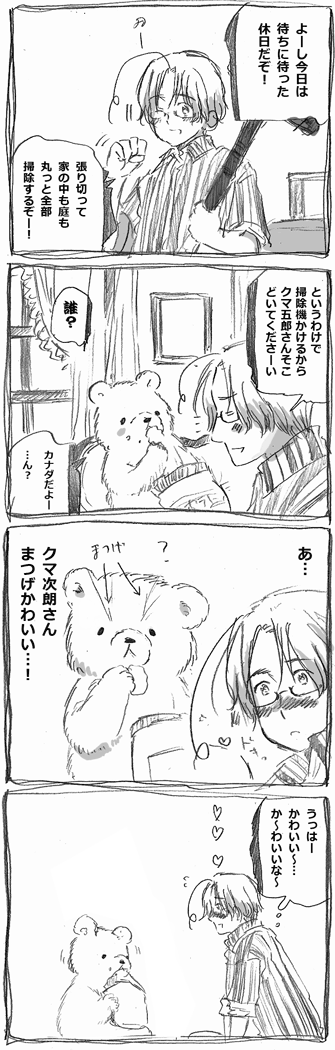 よーし今日は
待ちに待った
休日だぞ！
張り切って
家の中も庭も
丸っと全部
掃除するぞー！
というわけで
掃除機かけるから
クマ五郎さんそこ
どいてくださーい
誰？
カナダだよー
…ん？
あ…
？
まつげ
クマ次朗さん
まつげかわいい…！
うっはー
かわいい～…
か～わいいな～